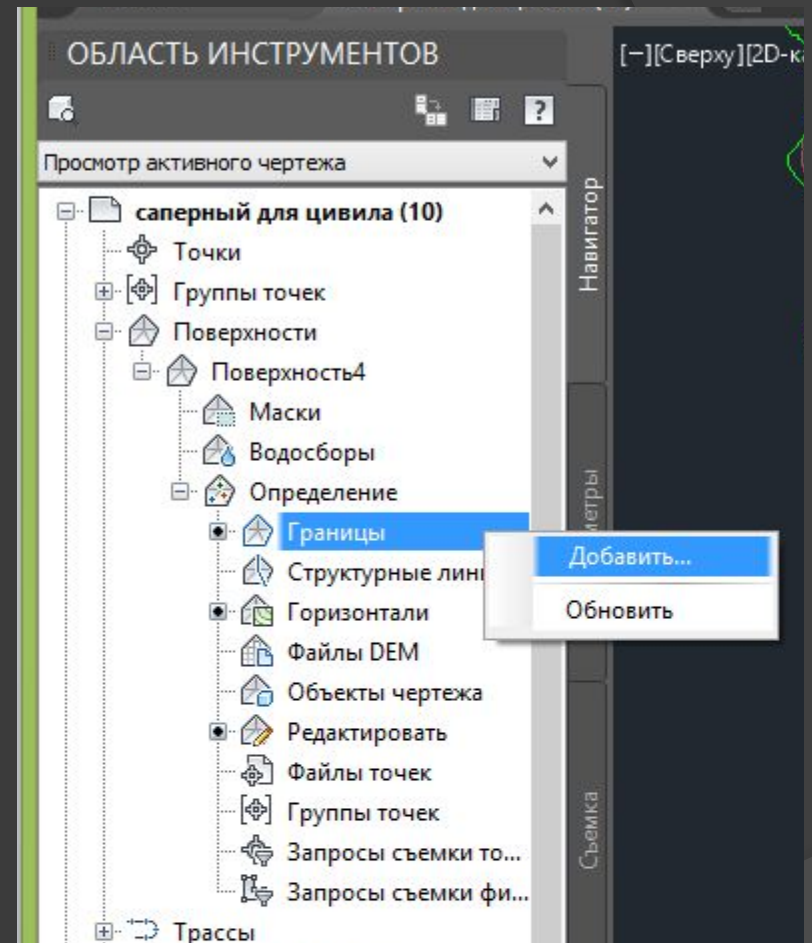 ОБЛАСТЬ ИНСТРУМЕНТОВ
[−][Сверху][2D-к
?
Просмотр активного чертежа
саперный для цивила (10)
Точки
Группы точек
Поверхности
Поверхность4
Маски
Водосборы
Определение
Границы
Добавить...
Структурные лин
Обновить
Горизонтали
Файлы DEM
Объекты чертежа
Редактировать
Файлы точек
Группы точек
Запросы съемки то...
Запросы съемки фи...
Трассы
Навигатор
метры
Съемка